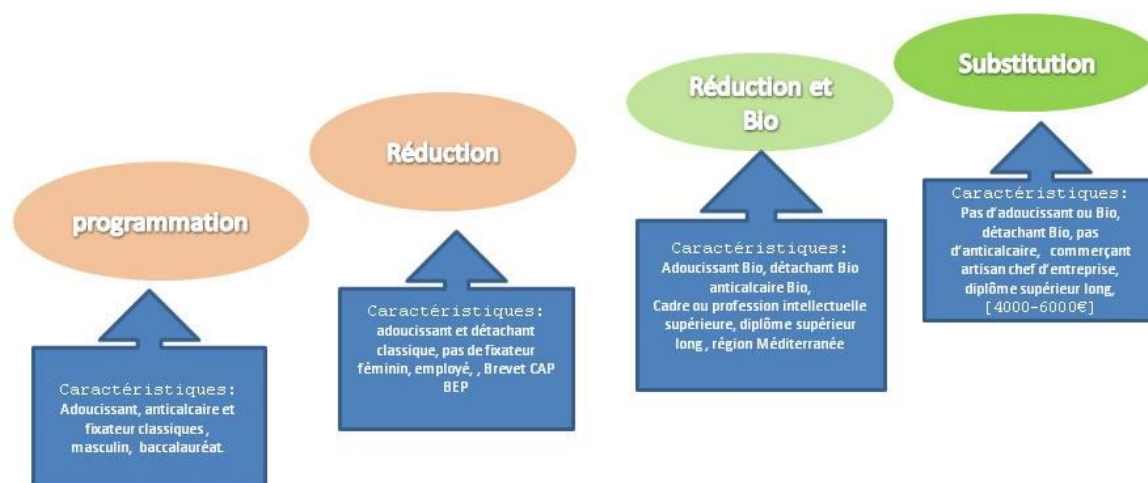 programmation
Caractéristiques:
Adoucissant, anticalcaire et
fixateur classiques ,
masculin, baccalauréat.
Réduction
Caractéristiques:
adoucissant et détachant
classique, pas de fixateur
féminin, employé, , Brevet CAP
BEP
Réduction et
Bio
Caractéristiques:
Adoucissant Bio, détachant Bio
anticalcaire Bio,
Cadre ou profession intellectuelle
supérieure, diplôme supérieur
long , région Méditerranée
Substitution
Caractéristiques:
Pas d'adoucissant ou Bio,
détachant Bio, pas
d'anticalcaire, commerçant
artisan chef d'entreprise,
diplôme supérieur long,
[4000-6000€]